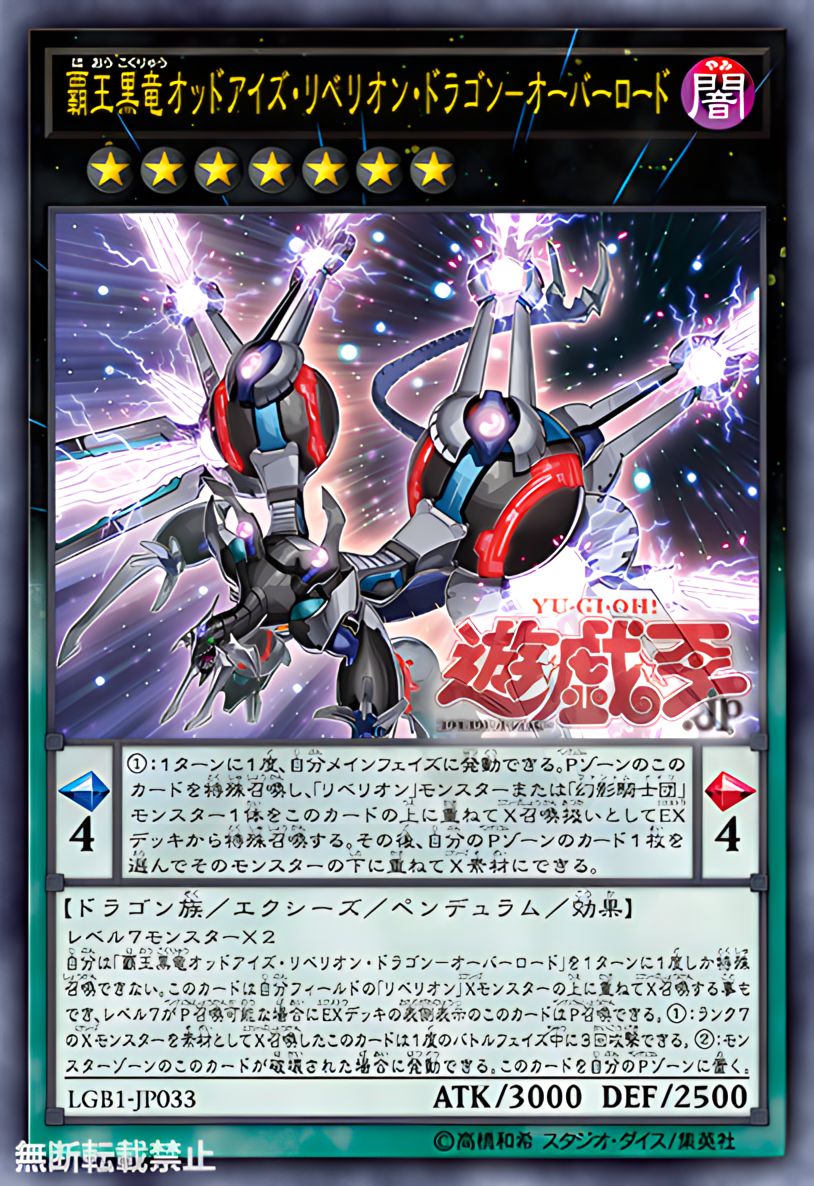 覇王黒竜オッドアイズ・リベリオン・ドラゴン－オーバーロード
闇
YU-GI-OH!
遊戯王
.JP
①：1ターンに1度、自分メインフェイズに発動できる。Pゾーンのこの
カードを特殊召喚し、「リベリオン」モンスターまたは「幻影騎士団」
モンスター1体をこのカードの上に重ねてX召喚扱いとしてEX
デッキから特殊召喚する。その後、自分のPゾーンのカード1枚を
選んでそのモンスターの下に重ねてX素材にできる。
4
4
【ドラゴン族／エクシーズ／ペンデュラム／効果】
レベル7モンスター×2
自分は「覇王黒竜オッドアイズ・リベリオン・ドラゴン－オーバーロード」を1ターンに1度しか特殊
召喚できない。このカードは自分フィールドの「リベリオン」Xモンスターの上に重ねてX召喚する事も
でき、レベル7がP召喚可能な場合にEXデッキの表側表示のこのカードはP召喚できる。①：ランク7
のXモンスターを素材としてX召喚したこのカードは1度のバトルフェイズ中に3回攻撃できる。②：モン
スターゾーンのこのカードが破壊された場合に発動できる。このカードを自分のPゾーンに置く。
LGB1-JP033
ATK/3000 DEF/2500
©高橋和希 スタジオ・ダイス/集英社
無断転載禁止